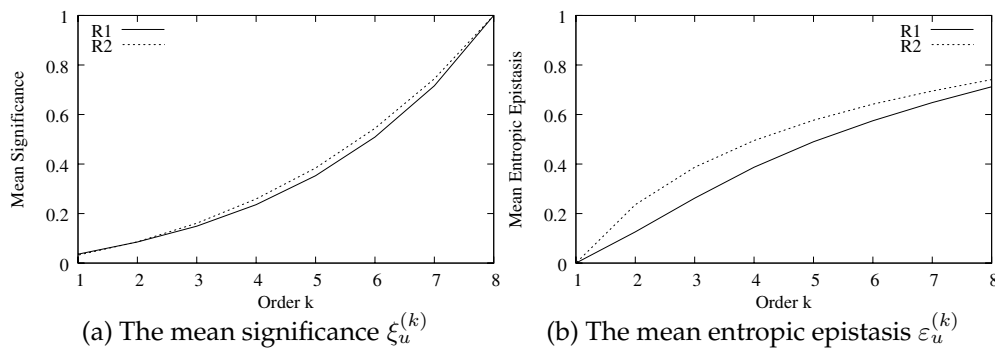 1
0.8
0.6
0.4
0.2
0
Mean Significance
R1
R2
1 2 3 4 5 6 7 8
Order k
(a) The mean significance ξ_u^{(k)}
1
0.8
0.6
0.4
0.2
0
Mean Entropic Epistasis
R1
R2
1 2 3 4 5 6 7 8
Order k
(b) The mean entropic epistasis ε_u^{(k)}